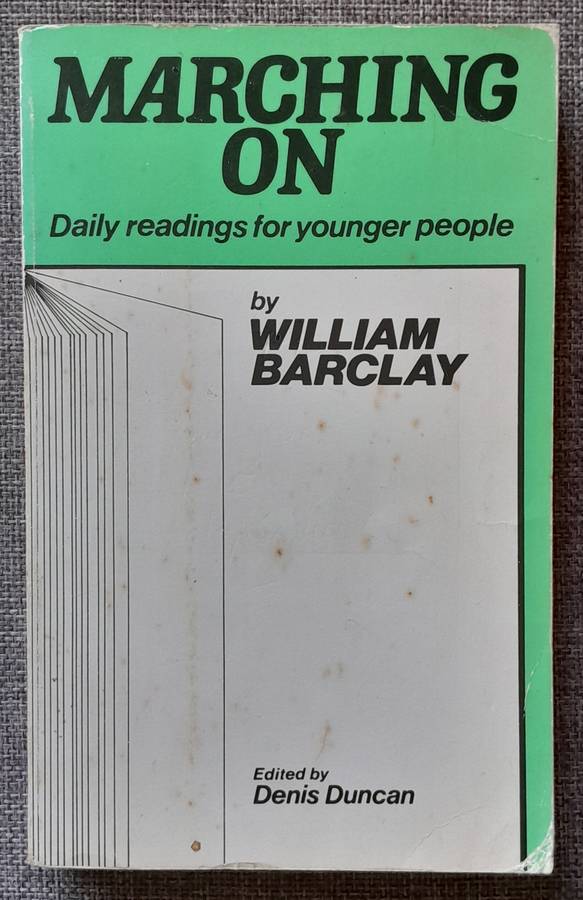 MARCHING
ON
Daily readings for younger people
by
WILLIAM
BARCLAY
Edited by
Denis Duncan